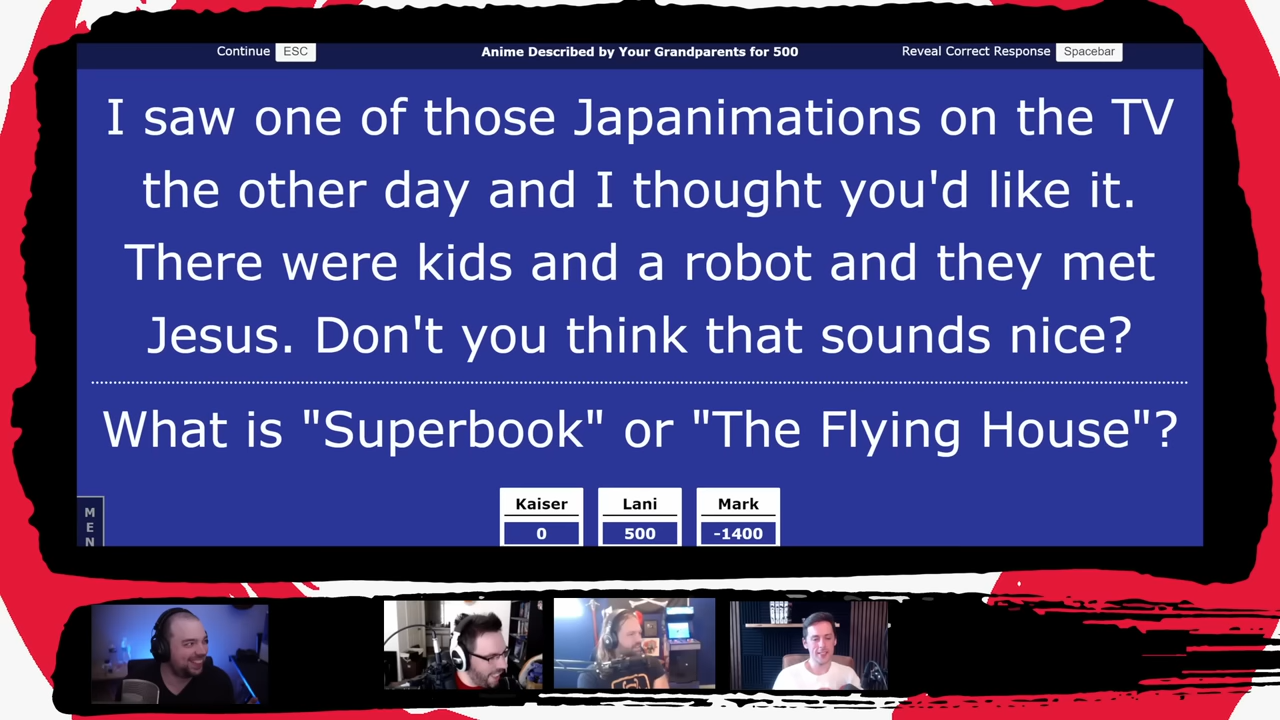 Continue ESC Anime Described by Your Grandparents for 500 Reveal Correct Response Spacebar
I saw one of those Japanimations on the TV
the other day and I thought you'd like it.
There were kids and a robot and they met
Jesus. Don't you think that sounds nice?
What is "Superbook" or "The Flying House"?
M
E
N
Kaiser Lani Mark
0 500 -1400